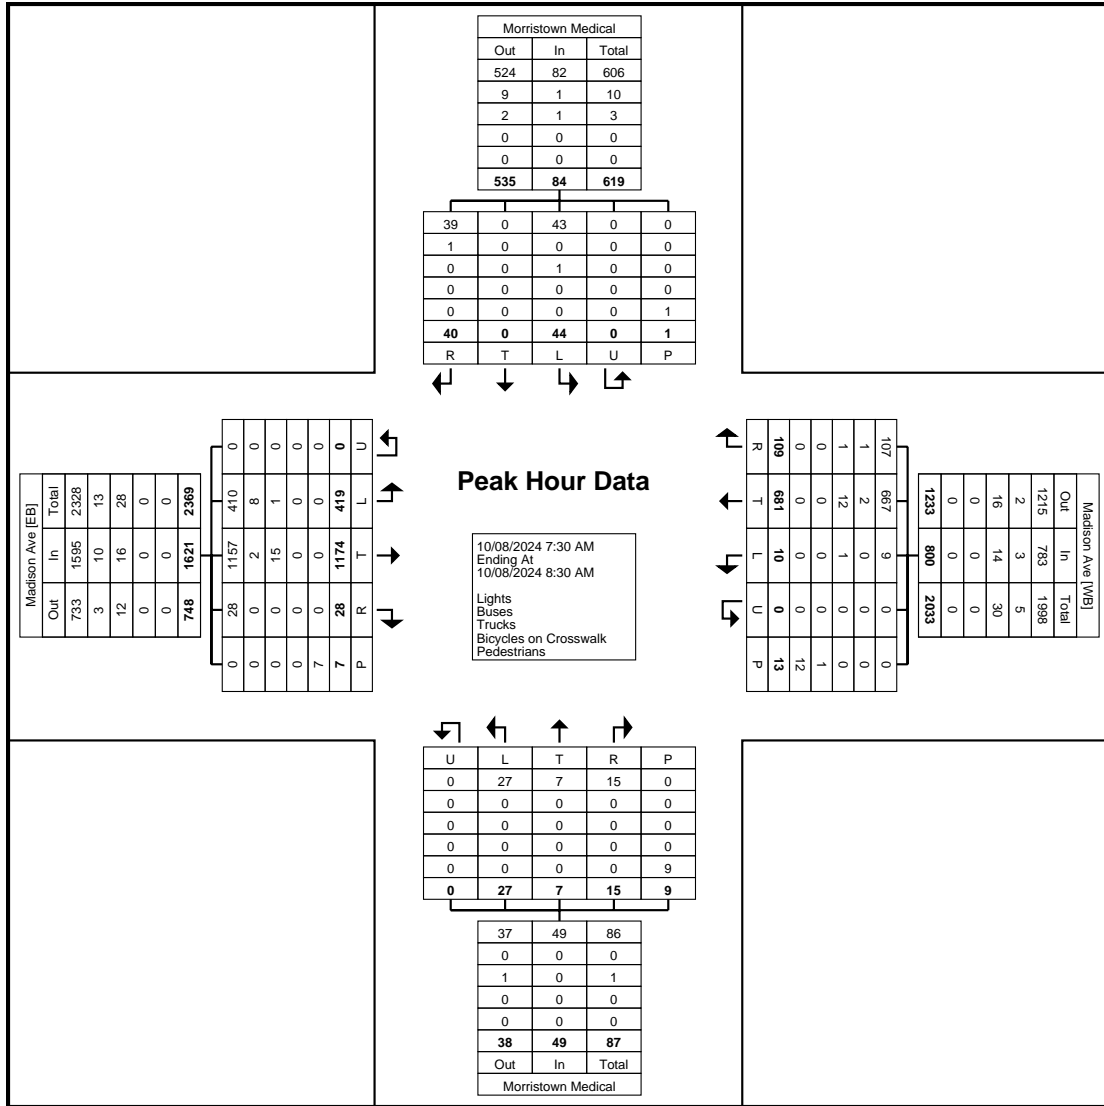 Morristown Medical
Out In Total
524 82 606
9 1 10
2 1 3
0 0 0
0 0 0
535 84 619
39 0 43 0 0
1 0 0 0 0
0 0 1 0 0
0 0 0 0 0
0 0 0 0 1
40 0 44 0 1
R T L U P
Madison Ave [EB]
Total 2328 13 28 0 0 2369
In 1595 10 16 0 0 1621
Out 733 3 12 0 0 748
0 0 0 0 0 0 U
410 8 1 0 0 419 L
1157 2 15 0 0 1174 T
28 0 0 0 0 28 R
0 0 0 0 7 7 P
Peak Hour Data
10/08/2024 7:30 AM
Ending At
10/08/2024 8:30 AM
Lights
Buses
Trucks
Bicycles on Crosswalk
Pedestrians
R 109 0 0 1 1 107
T 681 0 0 12 2 667
L 10 0 0 1 0 9
U 0 0 0 0 0 0
P 13 12 1 0 0 0
1233 0 0 16 2 1215 Out
800 0 0 14 3 783 In
2033 0 0 30 5 1998 Total
Madison Ave [WB]
U L T R P
0 27 7 15 0
0 0 0 0 0
0 0 0 0 0
0 0 0 0 0
0 0 0 0 9
0 27 7 15 9
37 49 86
0 0 0
1 0 1
0 0 0
0 0 0
38 49 87
Out In Total
Morristown Medical